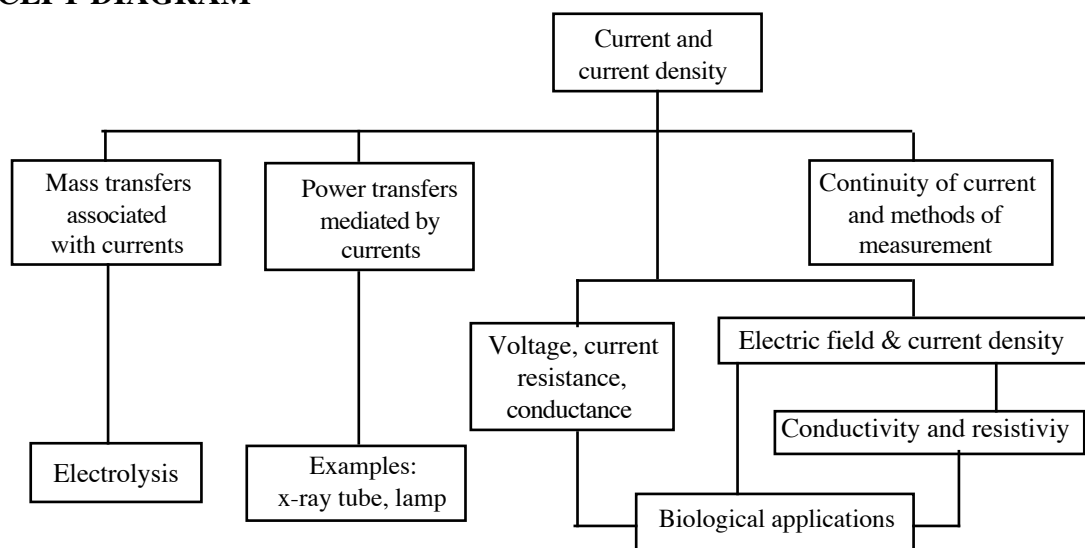 Current and
current density
Mass transfers
associated
with currents
Power transfers
mediated by
currents
Continuity of current
and methods of
measurement
Voltage, current
resistance,
conductance
Electric field & current density
Conductivity and resistiviy
Electrolysis
Examples:
x-ray tube, lamp
Biological applications